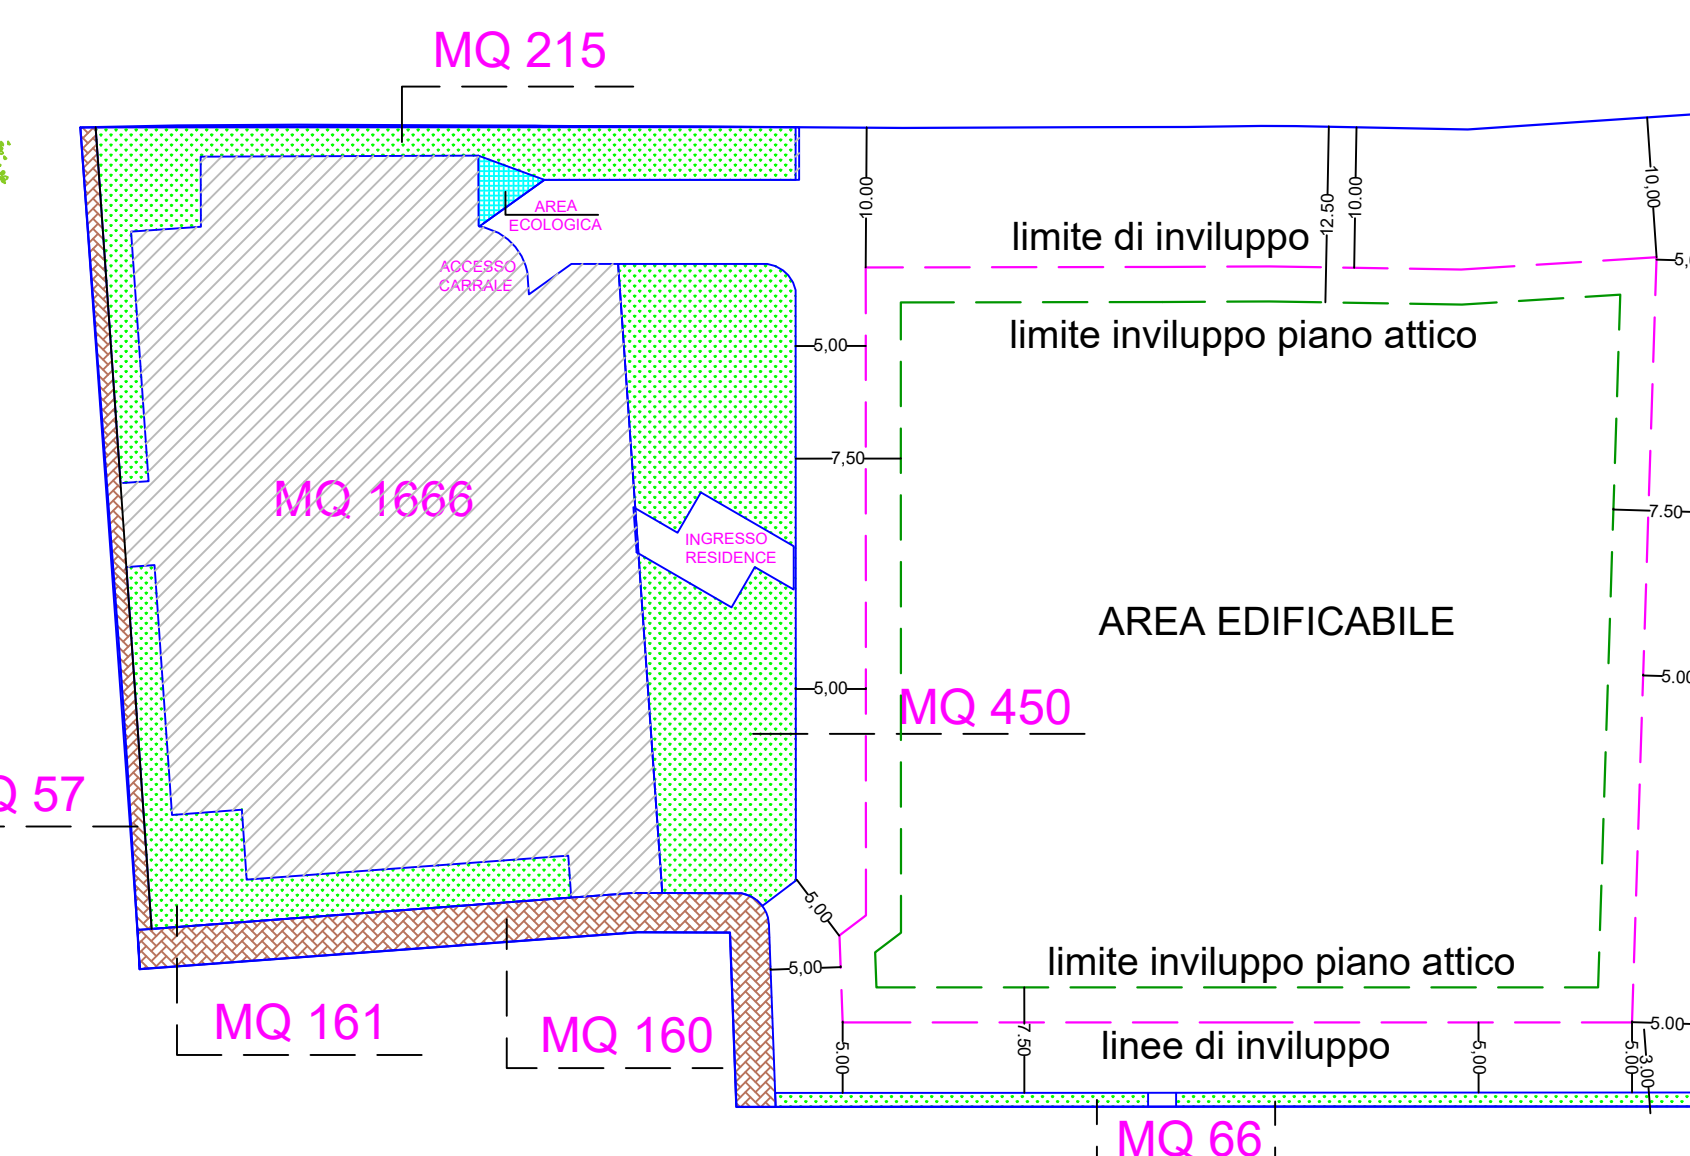 MQ 215
AREA
ECOLOGICA
ACCESSO
CARRALE
10.00
12.50
10.00
10,00
limite di inviluppo
5,0
limite inviluppo piano attico
5,00
7,50
MQ 1666
7.50
INGRESSO
RESIDENCE
AREA EDIFICABILE
5,00
MQ 450
5.00
Q 57
5,00
5,00
limite inviluppo piano attico
MQ 161
MQ 160
5.00
7.50
linee di inviluppo
5,00
5.00
3,00
5.00
MQ 66